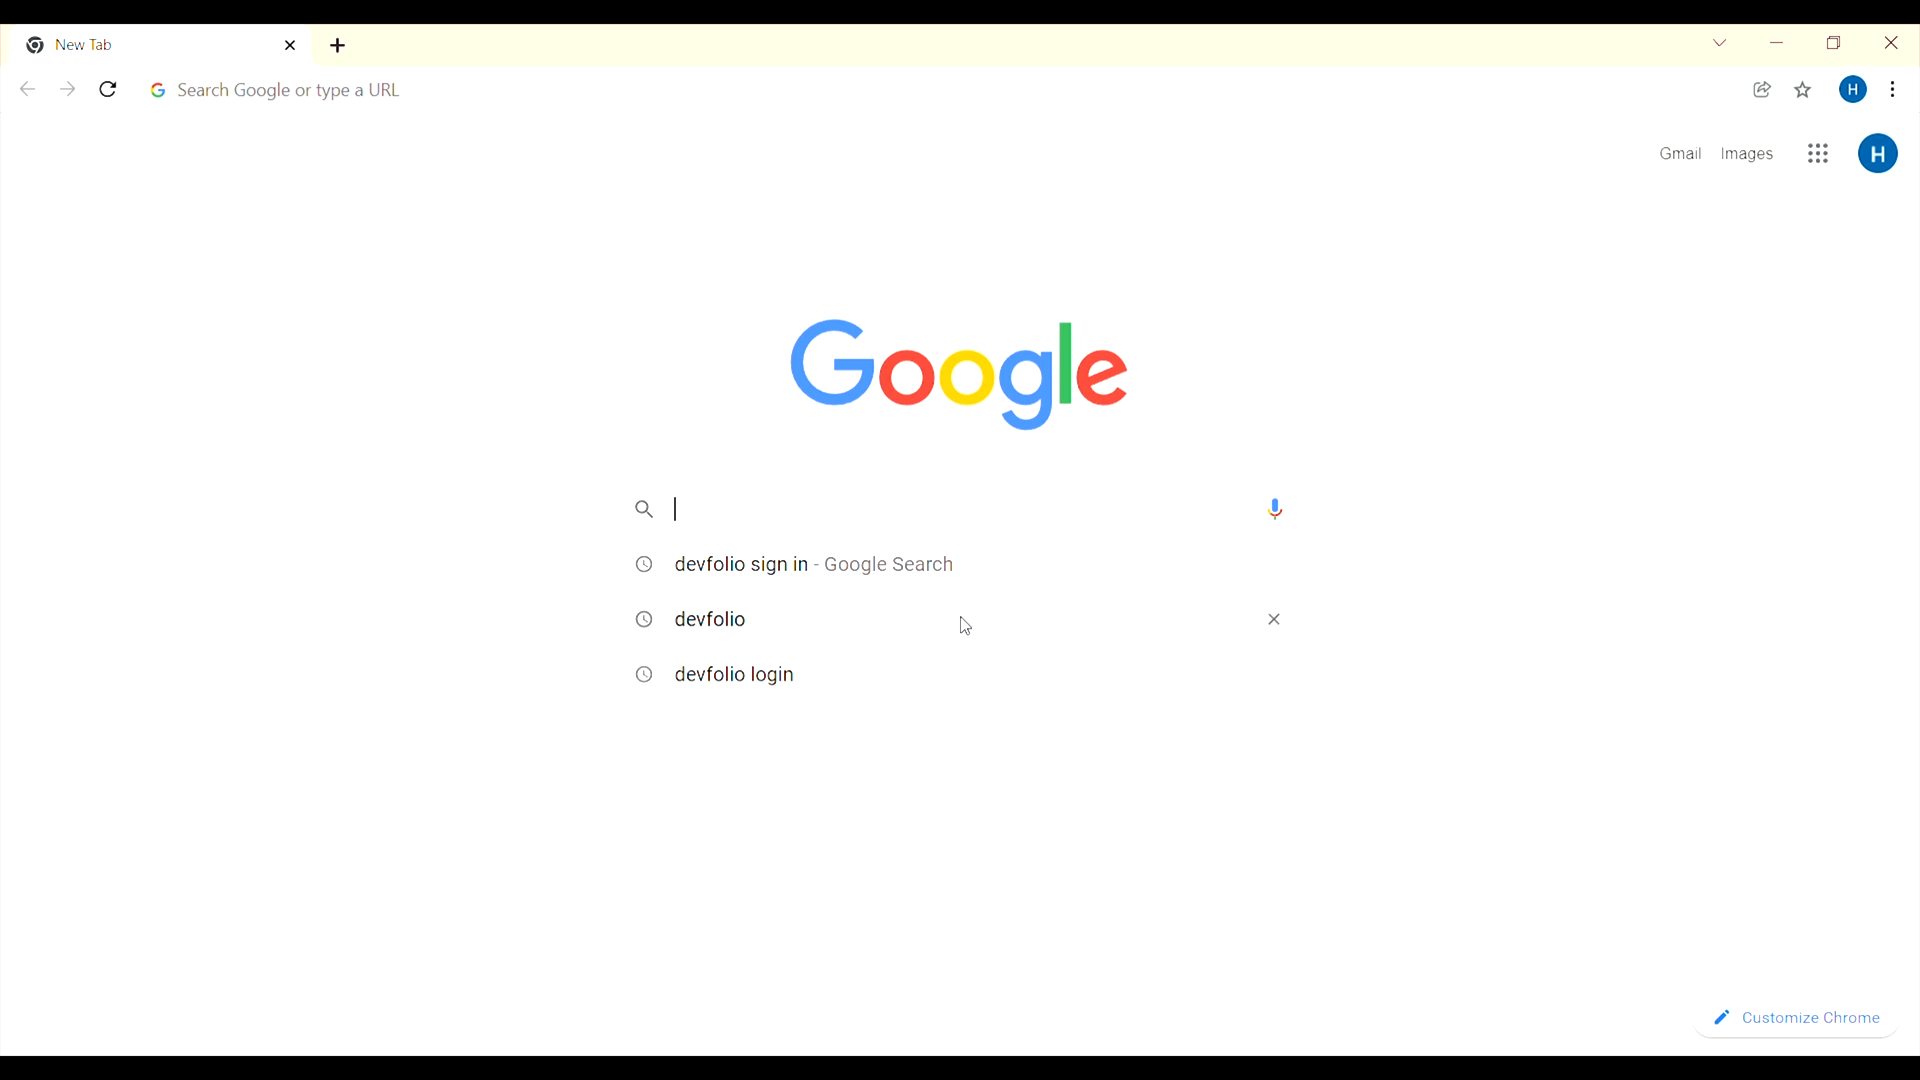 New Tab
Search Google or type a URL
H
Gmail Images
H
Google
devfolio sign in - Google Search
devfolio
devfolio login
Customize Chrome